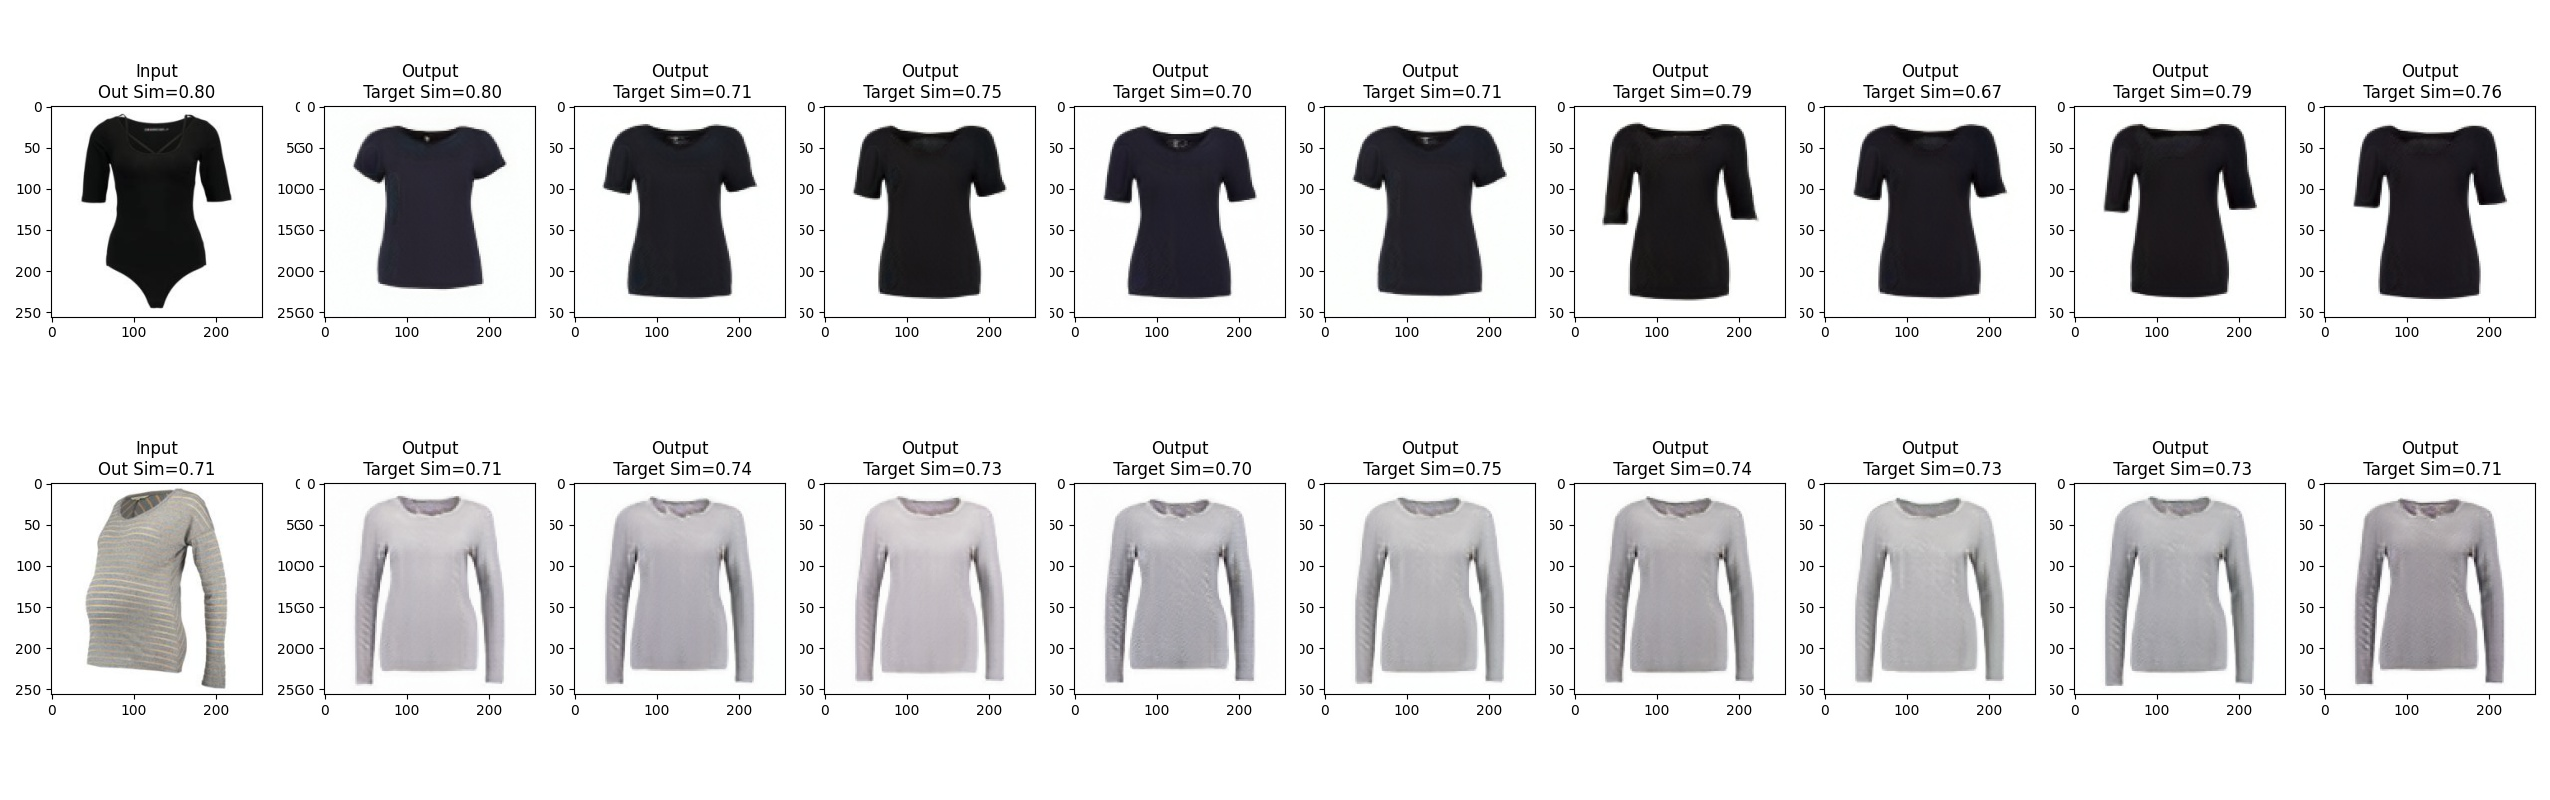 Input
Out Sim=0.80
Output
Target Sim=0.80
Output
Target Sim=0.71
Output
Target Sim=0.75
Output
Target Sim=0.70
Output
Target Sim=0.71
Output
Target Sim=0.79
Output
Target Sim=0.67
Output
Target Sim=0.79
Output
Target Sim=0.76
0
50
100
150
200
250
0 100 200
0 100 200
0 100 200
0 100 200
0 100 200
0 100 200
0 100 200
0 100 200
0 100 200
0 100 200
Input
Out Sim=0.71
Output
Target Sim=0.71
Output
Target Sim=0.74
Output
Target Sim=0.73
Output
Target Sim=0.70
Output
Target Sim=0.75
Output
Target Sim=0.74
Output
Target Sim=0.73
Output
Target Sim=0.73
Output
Target Sim=0.71
0
50
100
150
200
250
0 100 200
0 100 200
0 100 200
0 100 200
0 100 200
0 100 200
0 100 200
0 100 200
0 100 200
0 100 200